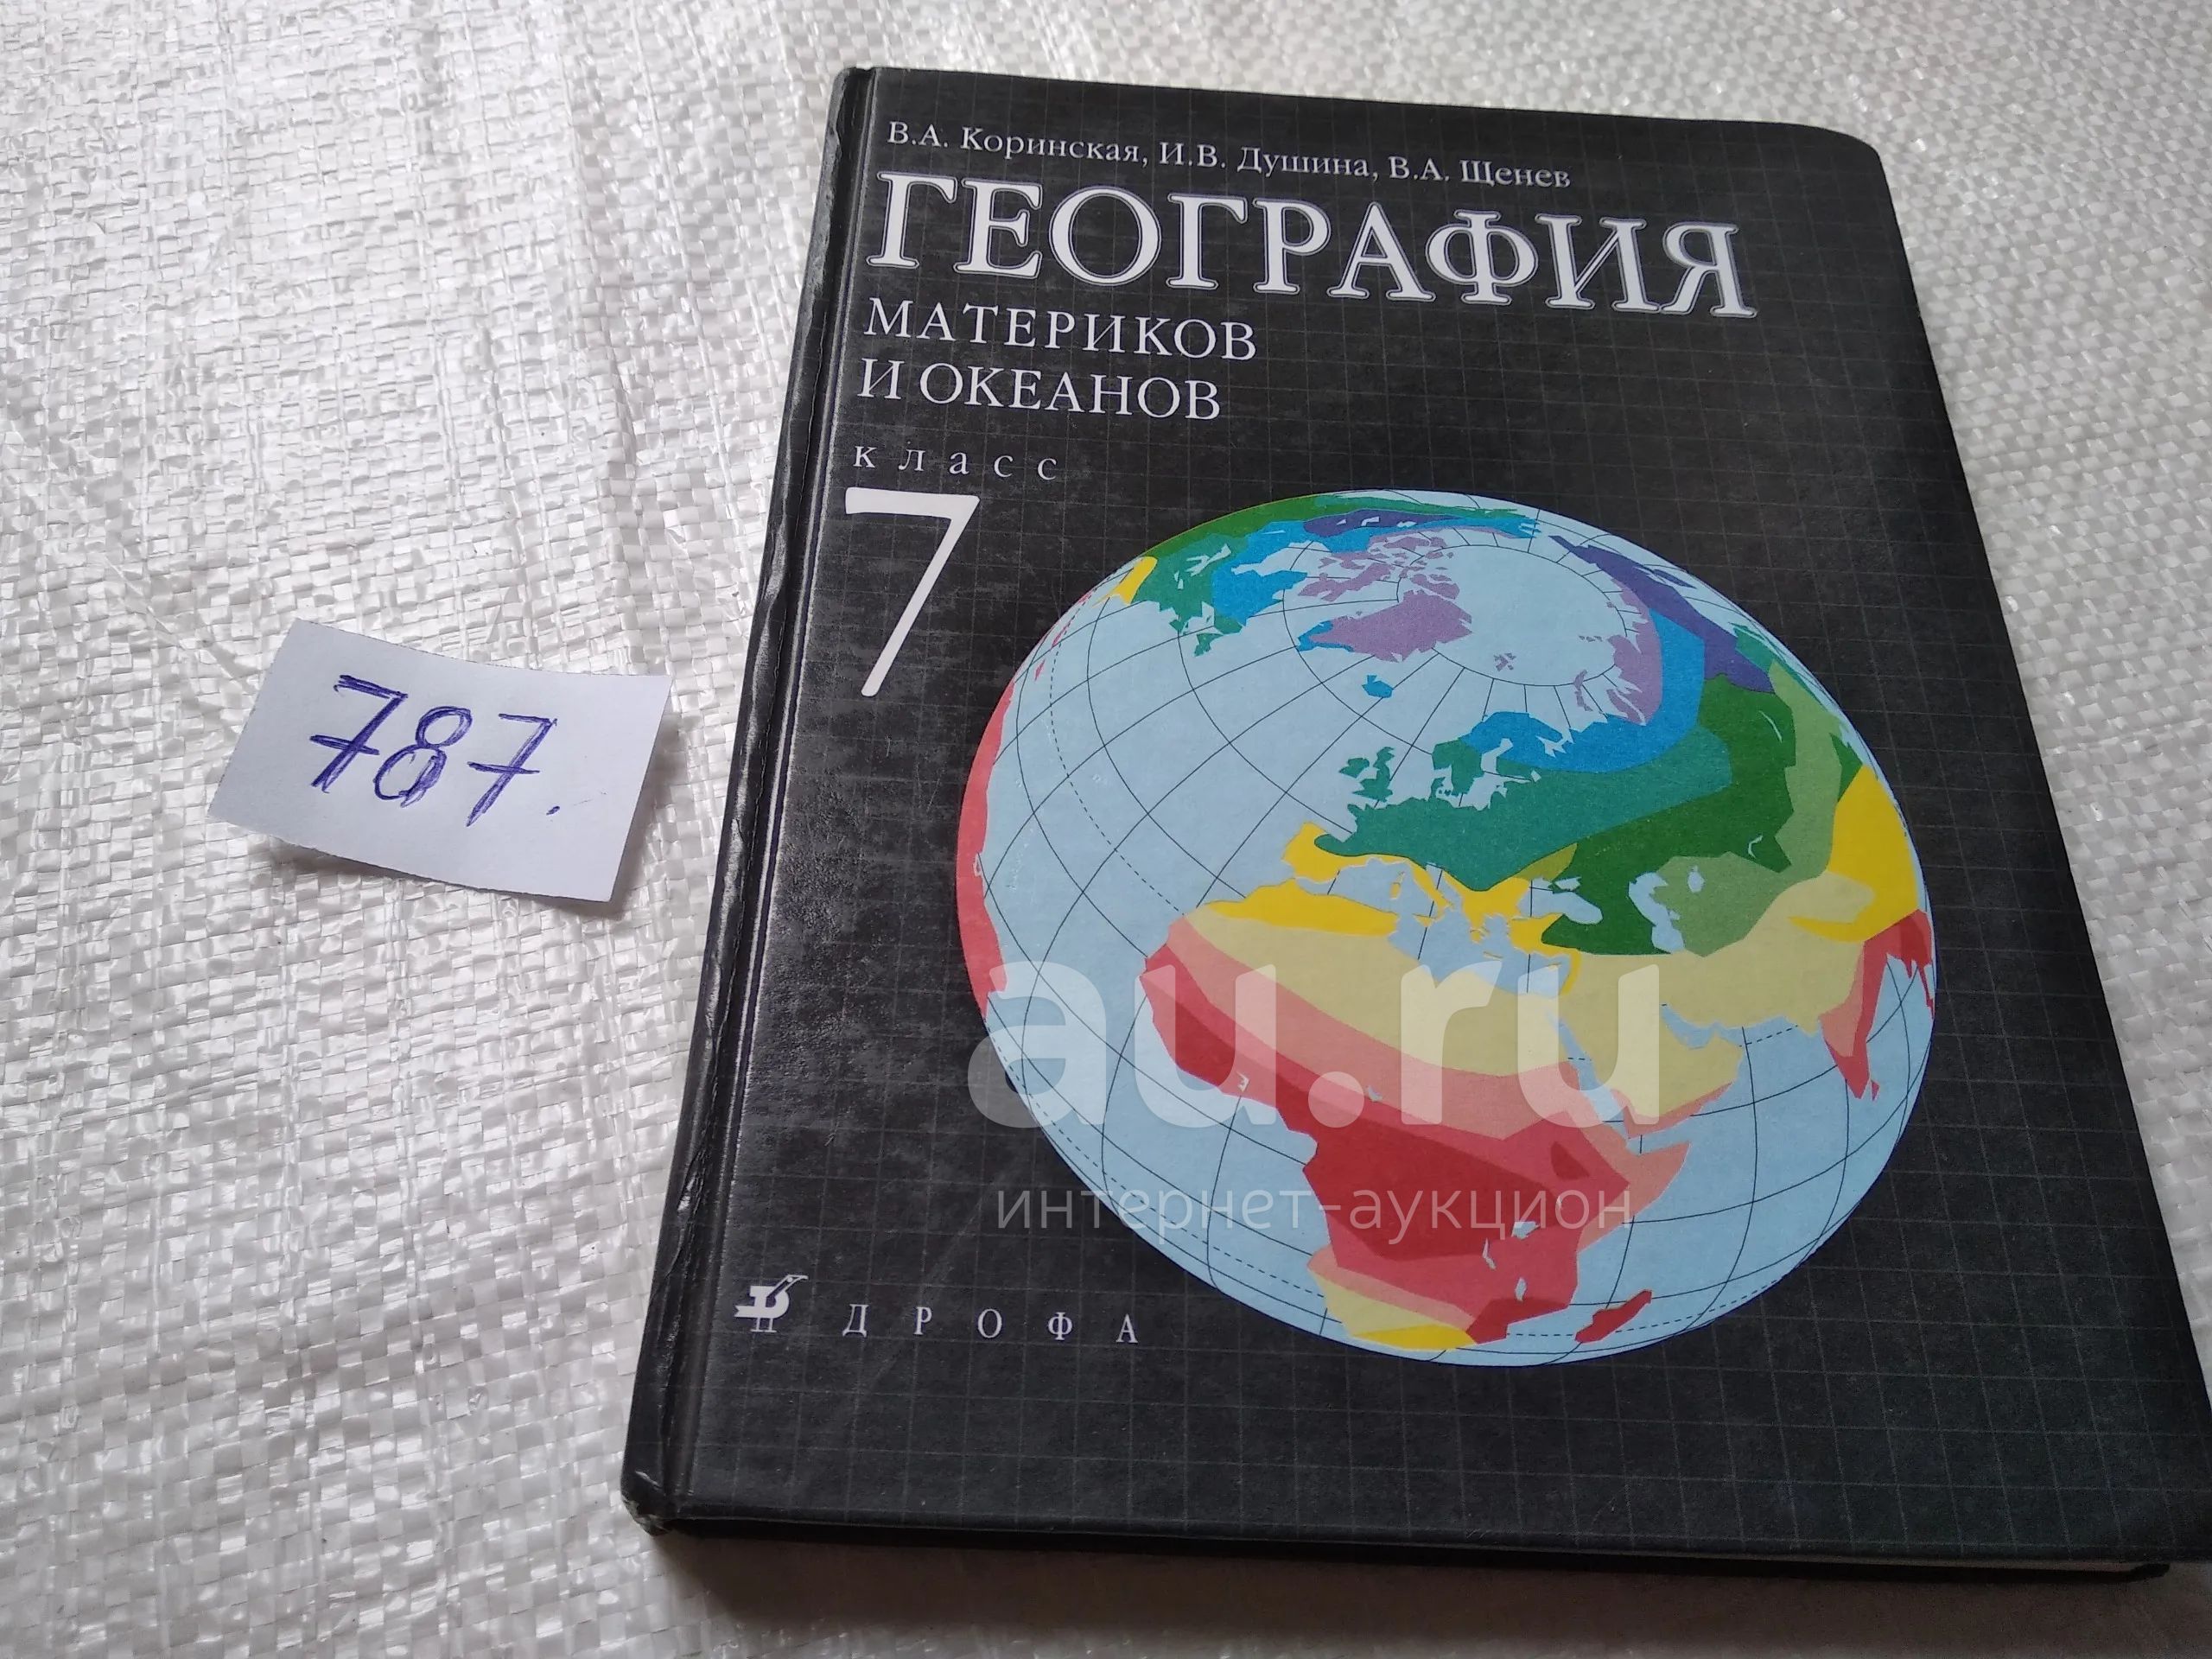 В.А. Коринская, И.В. Душина, В.А. Щенев
ГЕОГРАФИЯ
МАТЕРИКОВ
И ОКЕАНОВ
класс
7
787.
au.ru
интернет-аукцион
ДРОФА